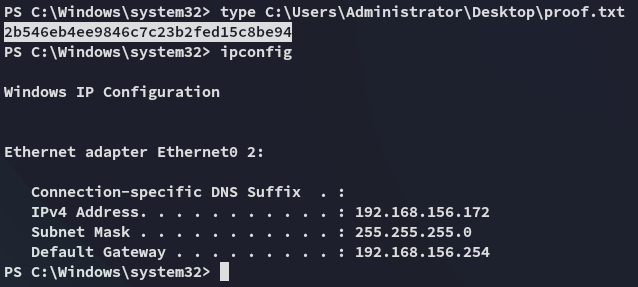 PS C:\Windows\system32> type C:\Users\Administrator\Desktop\proof.txt
2b546eb4ee9846c7c23b2fed15c8be94
PS C:\Windows\system32> ipconfig
Windows IP Configuration
Ethernet adapter Ethernet0 2:
Connection-specific DNS Suffix  . :
IPv4 Address. . . . . . . . . . . : 192.168.156.172
Subnet Mask . . . . . . . . . . . : 255.255.255.0
Default Gateway . . . . . . . . . : 192.168.156.254
PS C:\Windows\system32>